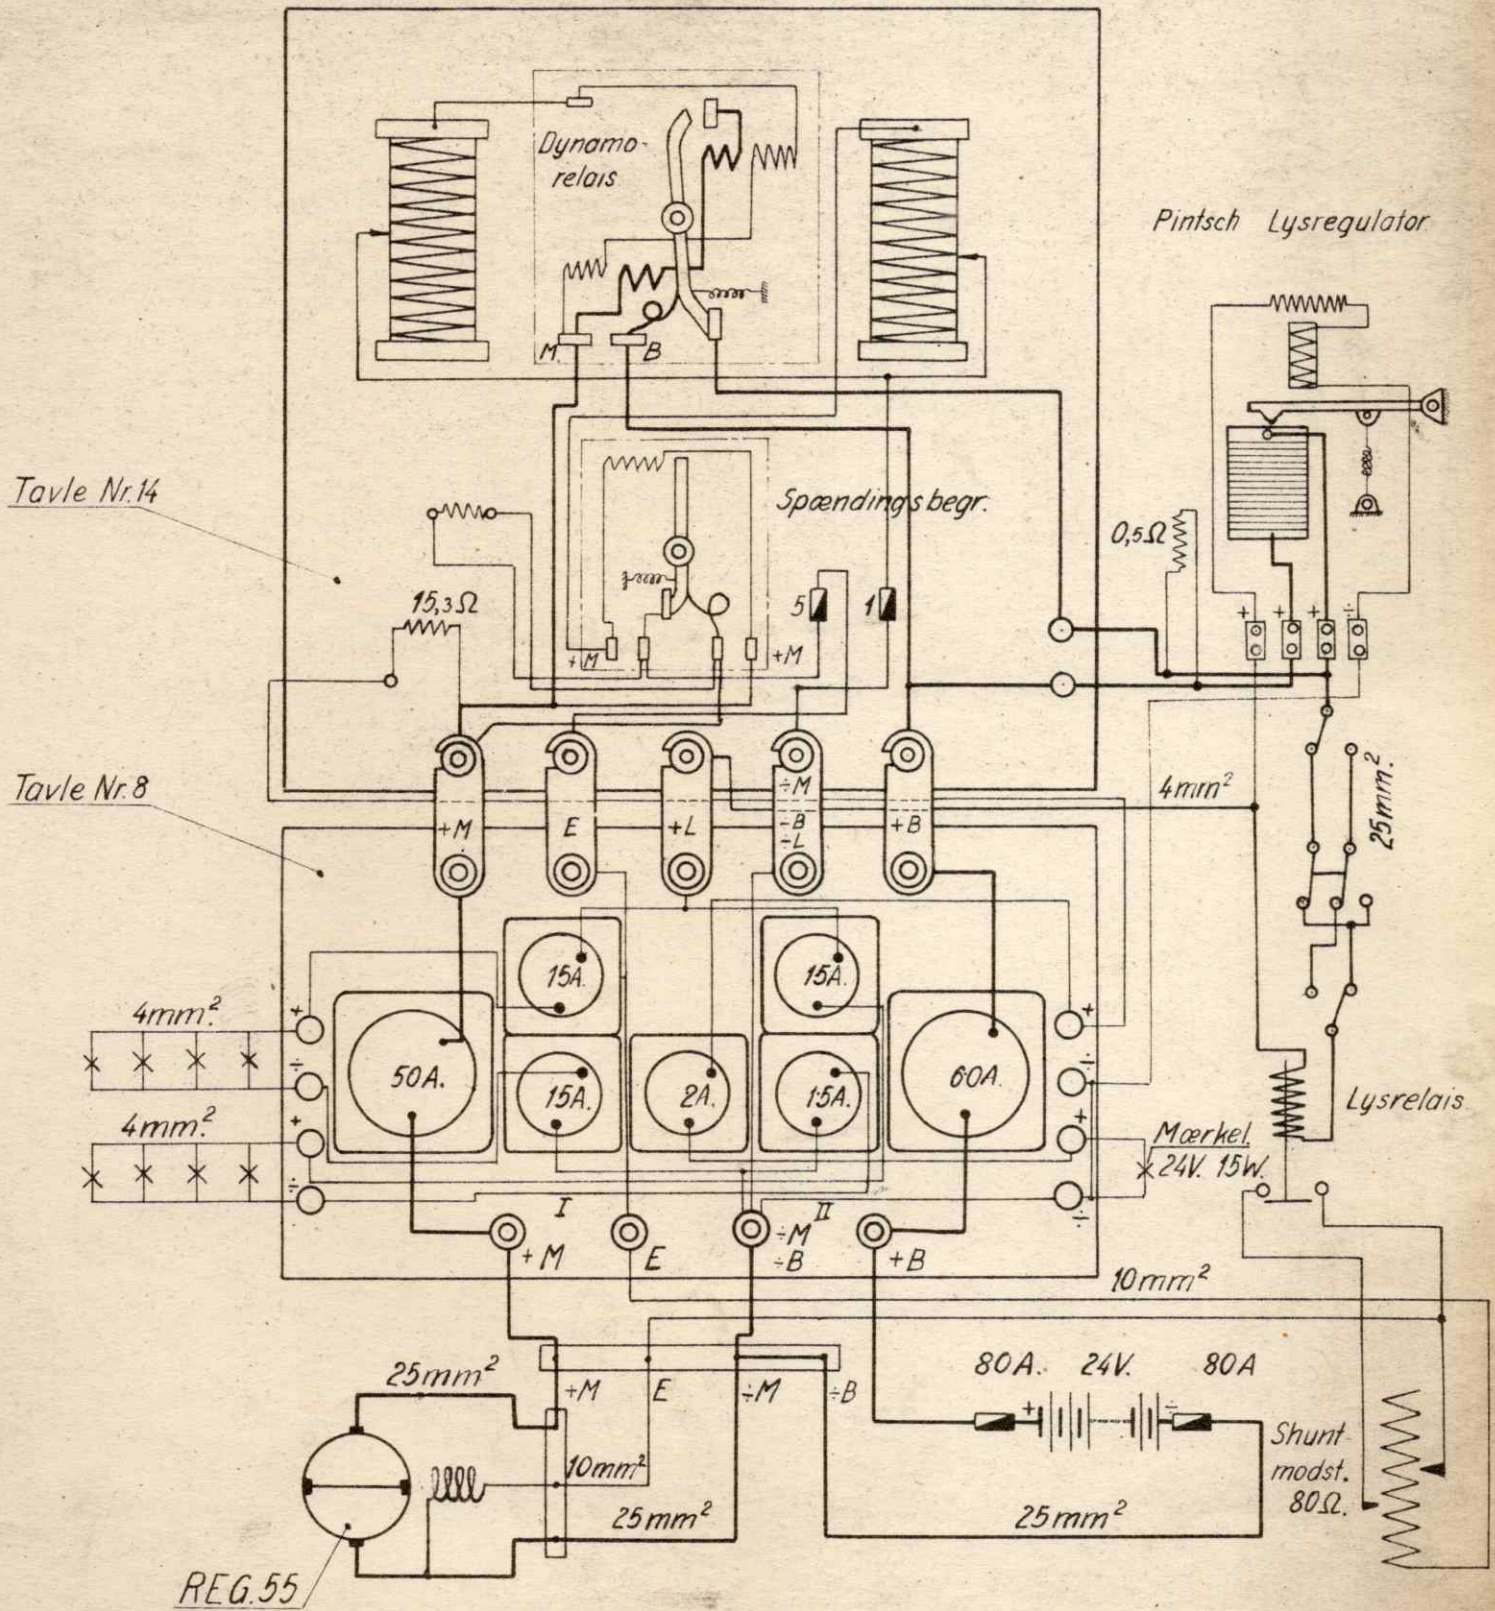 Dynamo-
relais
Pintsch Lysregulator
M
B
Tavle Nr. 14
Spændingsbegr.
0,5Ω
15,3Ω
5
1
+ + + ÷
+M
+M
Tavle Nr. 8
÷M
4mm²
25mm²
+M
E
+L
÷B
+B
÷L
15A.
15A.
4mm²
+
+
50A.
60A.
÷
15A.
2A.
15A.
÷
Lysrelais
4mm²
+
+
Mærkel.
24V. 15W.
÷
I
II
÷
+M
E
÷M
÷B
+B
10mm²
25mm²
+M
E
÷M
÷B
80A.
24V.
80A
+
÷
Shunt-
modst.
80Ω.
10mm²
25mm²
25mm²
REG. 55